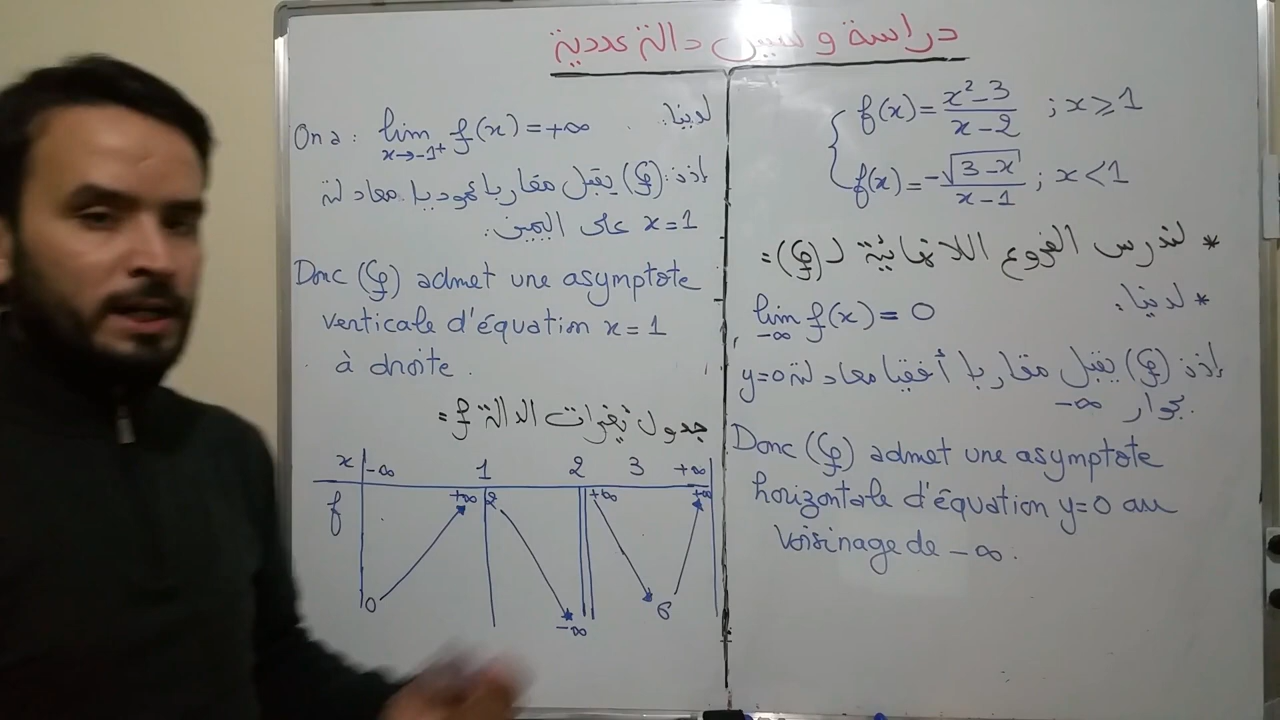 دراسة و تمثيل دالة عددية
f(x) = (x² - 3)/(x - 2) ; x ⩾ 1
f(x) = -√(3-x)/(x-1) ; x < 1
* لندرس الفروع اللانهائية لـ (Cf) =
* لدينا:
lim f(x) = 0
-∞
إذن (Cf) يقبل مقاربا أفقيا معادلته y=0
بجوار -∞
Donc (Cf) admet une asymptote
horizontale d'équation y=0 au
voisinage de -∞.
لدينا:
On a : lim f(x) = +∞
x→-1⁺
إذن: (Cf) يقبل مقاربا عموديا معادلته
x=1 على اليمين.
Donc (Cf) admet une asymptote
verticale d'équation x=1
à droite.
جدول تغيرات الدالة f =
x -∞ 1 2 3 +∞
f +∞ 2 +∞ +∞
0 -∞ 6